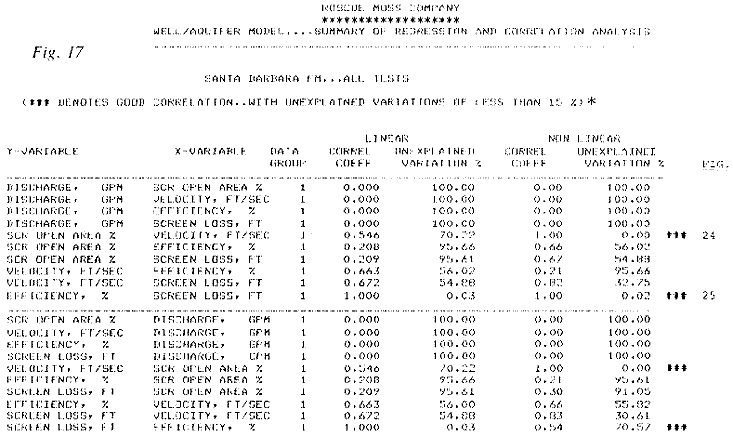 ROSCOE MOSS COMPANY
********************
WELL/AQUIFER MODEL....SUMMARY OF REGRESSION AND CORRELATION ANALYSIS
Fig. 17
SANTA BARBARA FM...ALL TESTS
(*** DENOTES GOOD CORRELATION..WITH UNEXPLAINED VARIATIONS OF LESS THAN 15 %)*
LINEAR NON LINEAR
Y-VARIABLE X-VARIABLE DATA CORREL UNEXPLAINED CORREL UNEXPLAINED
GROUP COEFF VARIATION % COEFF VARIATION % FIG.
DISCHARGE, GPM SCR OPEN AREA % 1 0.000 100.00 0.00 100.00
DISCHARGE, GPM VELOCITY, FT/SEC 1 0.000 100.00 0.00 100.00
DISCHARGE, GPM EFFICIENCY, % 1 0.000 100.00 0.00 100.00
DISCHARGE, GPM SCREEN LOSS, FT 1 0.000 100.00 0.00 100.00
SCR OPEN AREA % VELOCITY, FT/SEC 1 0.546 70.22 1.00 0.00 *** 24
SCR OPEN AREA % EFFICIENCY, % 1 0.208 95.66 0.66 56.02
SCR OPEN AREA % SCREEN LOSS, FT 1 0.209 95.61 0.67 54.88
VELOCITY, FT/SEC EFFICIENCY, % 1 0.663 56.02 0.21 95.66
VELOCITY, FT/SEC SCREEN LOSS, FT 1 0.672 54.88 0.82 32.75
EFFICIENCY, % SCREEN LOSS, FT 1 1.000 0.03 1.00 0.02 *** 25
SCR OPEN AREA % DISCHARGE, GPM 1 0.000 100.00 0.00 100.00
VELOCITY, FT/SEC DISCHARGE, GPM 1 0.000 100.00 0.00 100.00
EFFICIENCY, % DISCHARGE, GPM 1 0.000 100.00 0.00 100.00
SCREEN LOSS, FT DISCHARGE, GPM 1 0.000 100.00 0.00 100.00
VELOCITY, FT/SEC SCR OPEN AREA % 1 0.546 70.22 1.00 0.00 ***
EFFICIENCY, % SCR OPEN AREA % 1 0.208 95.66 0.21 95.61
SCREEN LOSS, FT SCR OPEN AREA % 1 0.209 95.61 0.30 91.05
EFFICIENCY, % VELOCITY, FT/SEC 1 0.663 56.00 0.66 55.82
SCREEN LOSS, FT VELOCITY, FT/SEC 1 0.672 54.88 0.83 30.61
SCREEN LOSS, FT EFFICIENCY, % 1 1.000 0.03 0.54 70.57 ***